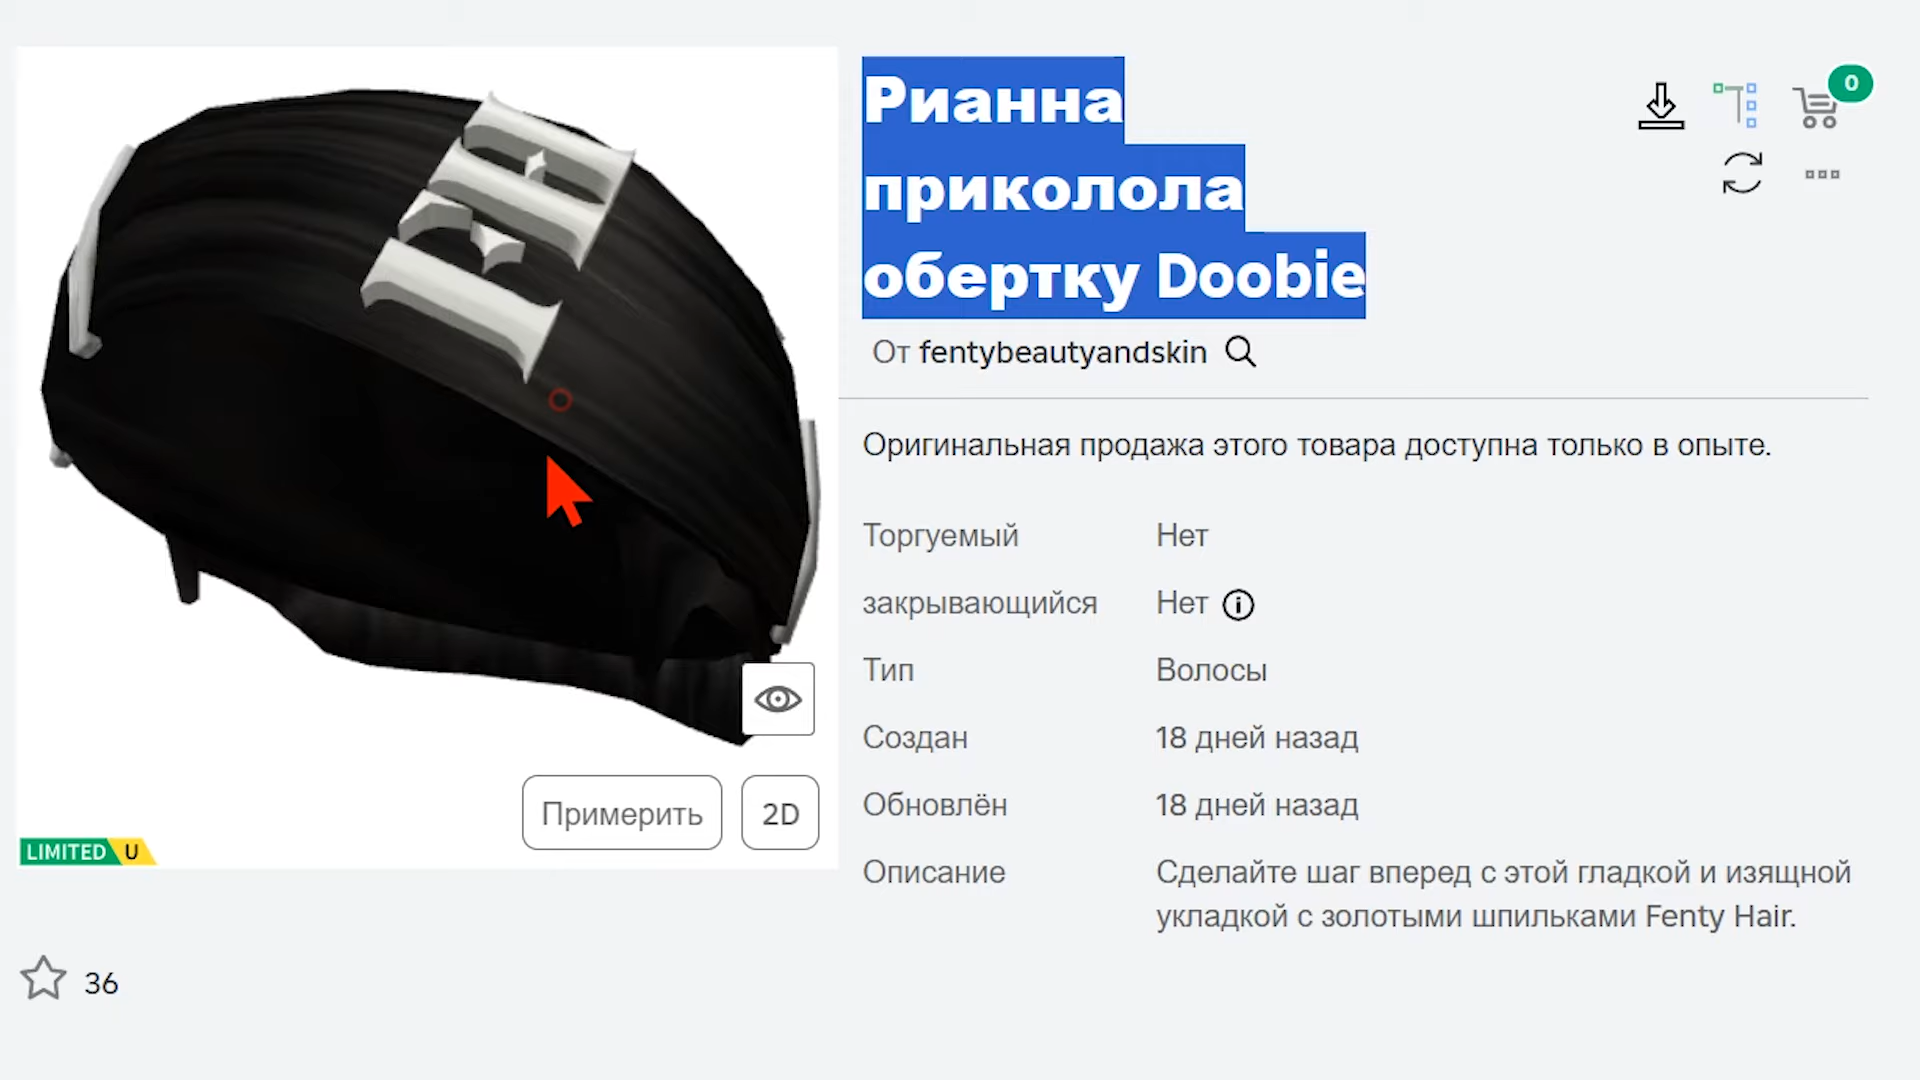 Рианна
приколола
обертку Doobie
0
От fentybeautyandskin
Оригинальная продажа этого товара доступна только в опыте.
Торгуемый Нет
закрывающийся Нет
Тип Волосы
Создан 18 дней назад
Обновлён 18 дней назад
Описание Сделайте шаг вперед с этой гладкой и изящной
укладкой с золотыми шпильками Fenty Hair.
Примерить 2D
LIMITED U
36